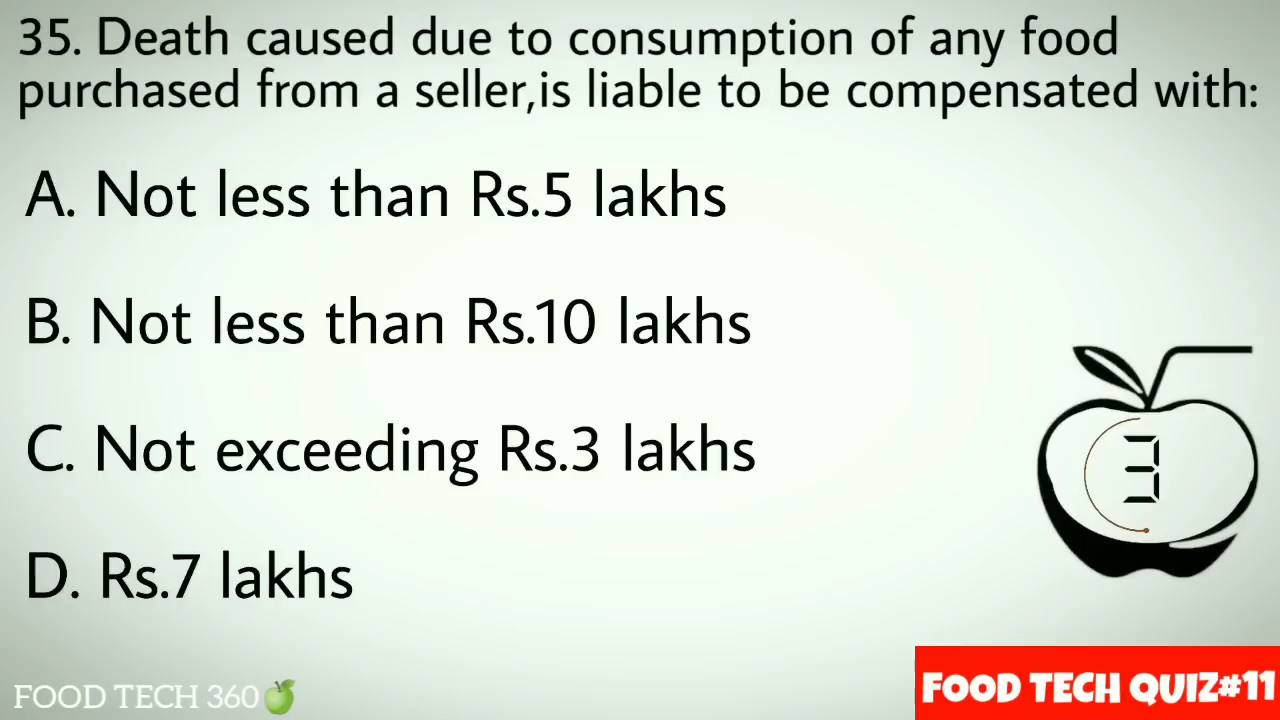 35. Death caused due to consumption of any food
purchased from a seller,is liable to be compensated with:
A. Not less than Rs.5 lakhs
B. Not less than Rs.10 lakhs
C. Not exceeding Rs.3 lakhs
D. Rs.7 lakhs
3
FOOD TECH 360
FOOD TECH QUIZ#11